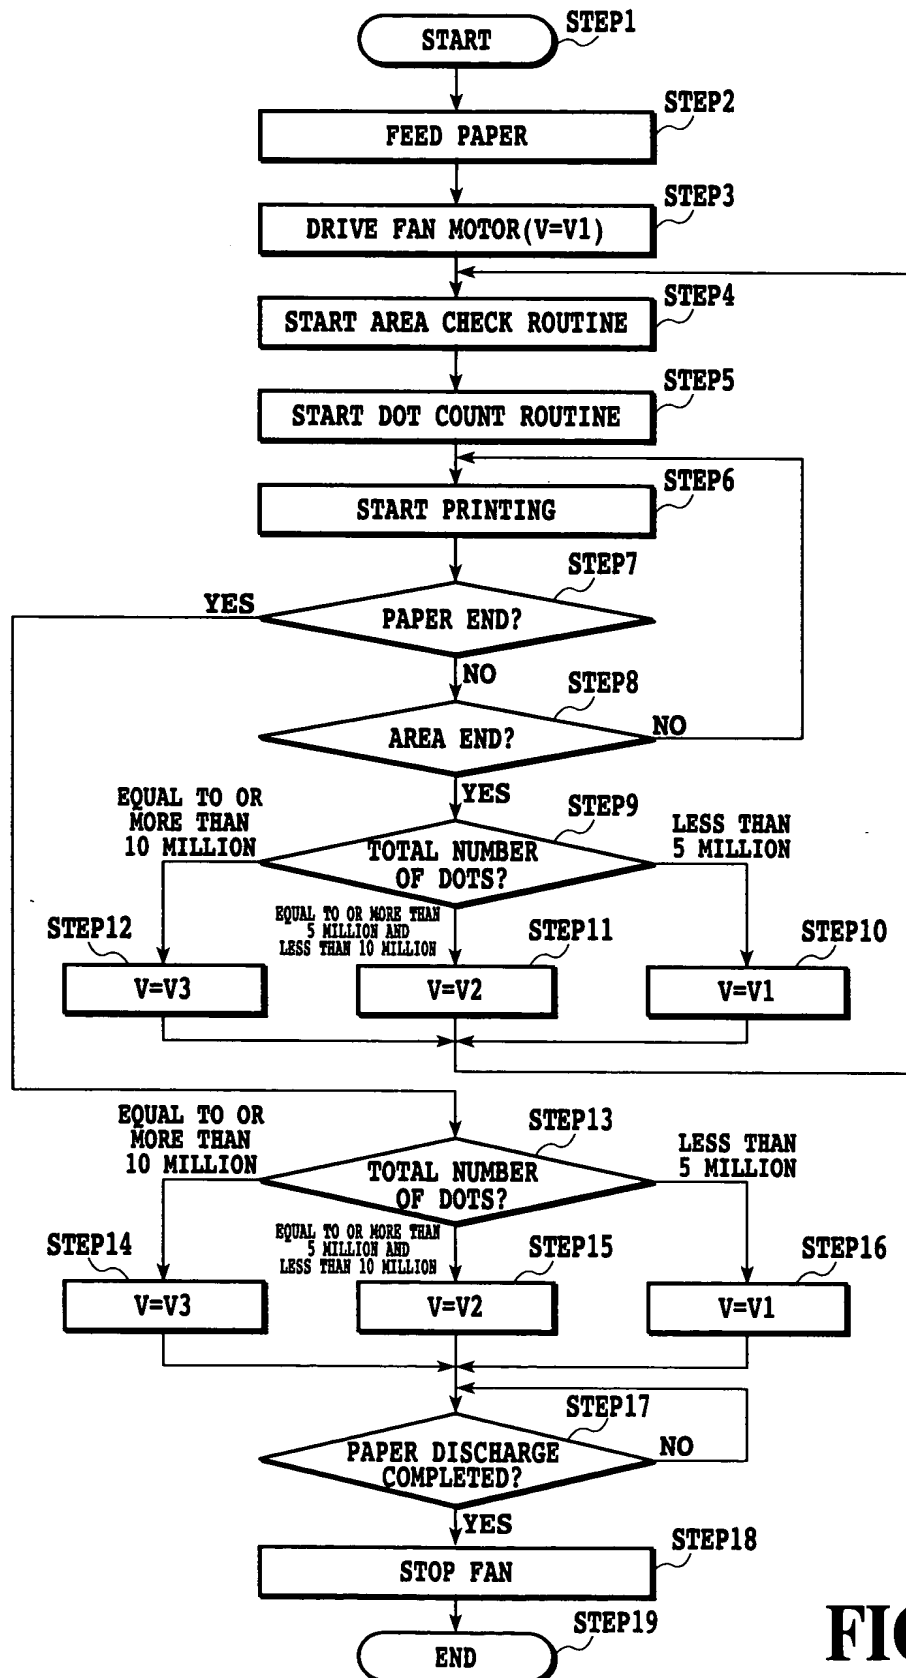 START
STEP1
FEED PAPER
STEP2
DRIVE FAN MOTOR(V=V1)
STEP3
START AREA CHECK ROUTINE
STEP4
START DOT COUNT ROUTINE
STEP5
START PRINTING
STEP6
STEP7
YES
PAPER END?
NO
STEP8
AREA END?
NO
YES
STEP9
EQUAL TO OR
MORE THAN
10 MILLION
TOTAL NUMBER
OF DOTS?
LESS THAN
5 MILLION
EQUAL TO OR MORE THAN
5 MILLION AND
LESS THAN 10 MILLION
STEP12
STEP11
STEP10
V=V3
V=V2
V=V1
STEP13
EQUAL TO OR
MORE THAN
10 MILLION
TOTAL NUMBER
OF DOTS?
LESS THAN
5 MILLION
EQUAL TO OR MORE THAN
5 MILLION AND
LESS THAN 10 MILLION
STEP14
STEP15
STEP16
V=V3
V=V2
V=V1
STEP17
PAPER DISCHARGE
COMPLETED?
NO
YES
STEP18
STOP FAN
STEP19
END